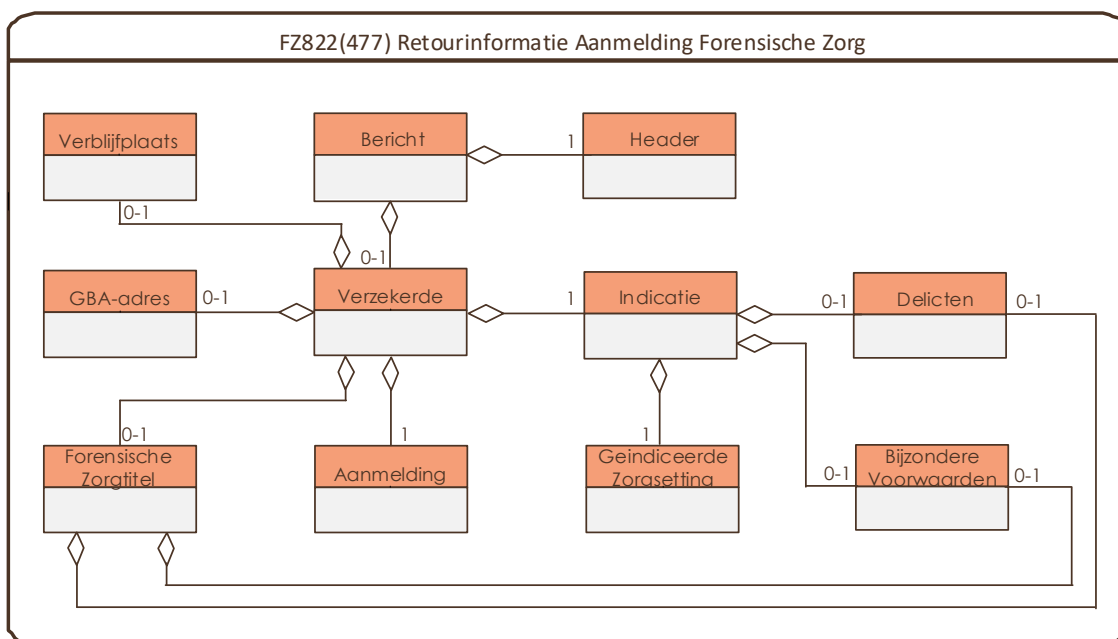 FZ822(477) Retourinformatie Aanmelding Forensische Zorg
Verblijfplaats
Bericht
1
Header
0-1
0-1
GBA-adres
0-1
Verzekerde
1
Indicatie
0-1
Delicten
0-1
0-1
1
1
Forensische
Zorgtitel
Aanmelding
Geindiceerde
Zorgsetting
0-1
Bijzondere
Voorwaarden
0-1